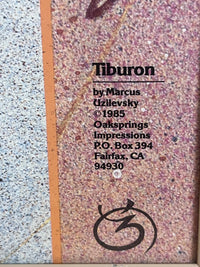 Tiburon
by Marcus
Uzilevsky
©1985
Oaksprings
Impressions
P.O. Box 394
Fairfax, CA
94930